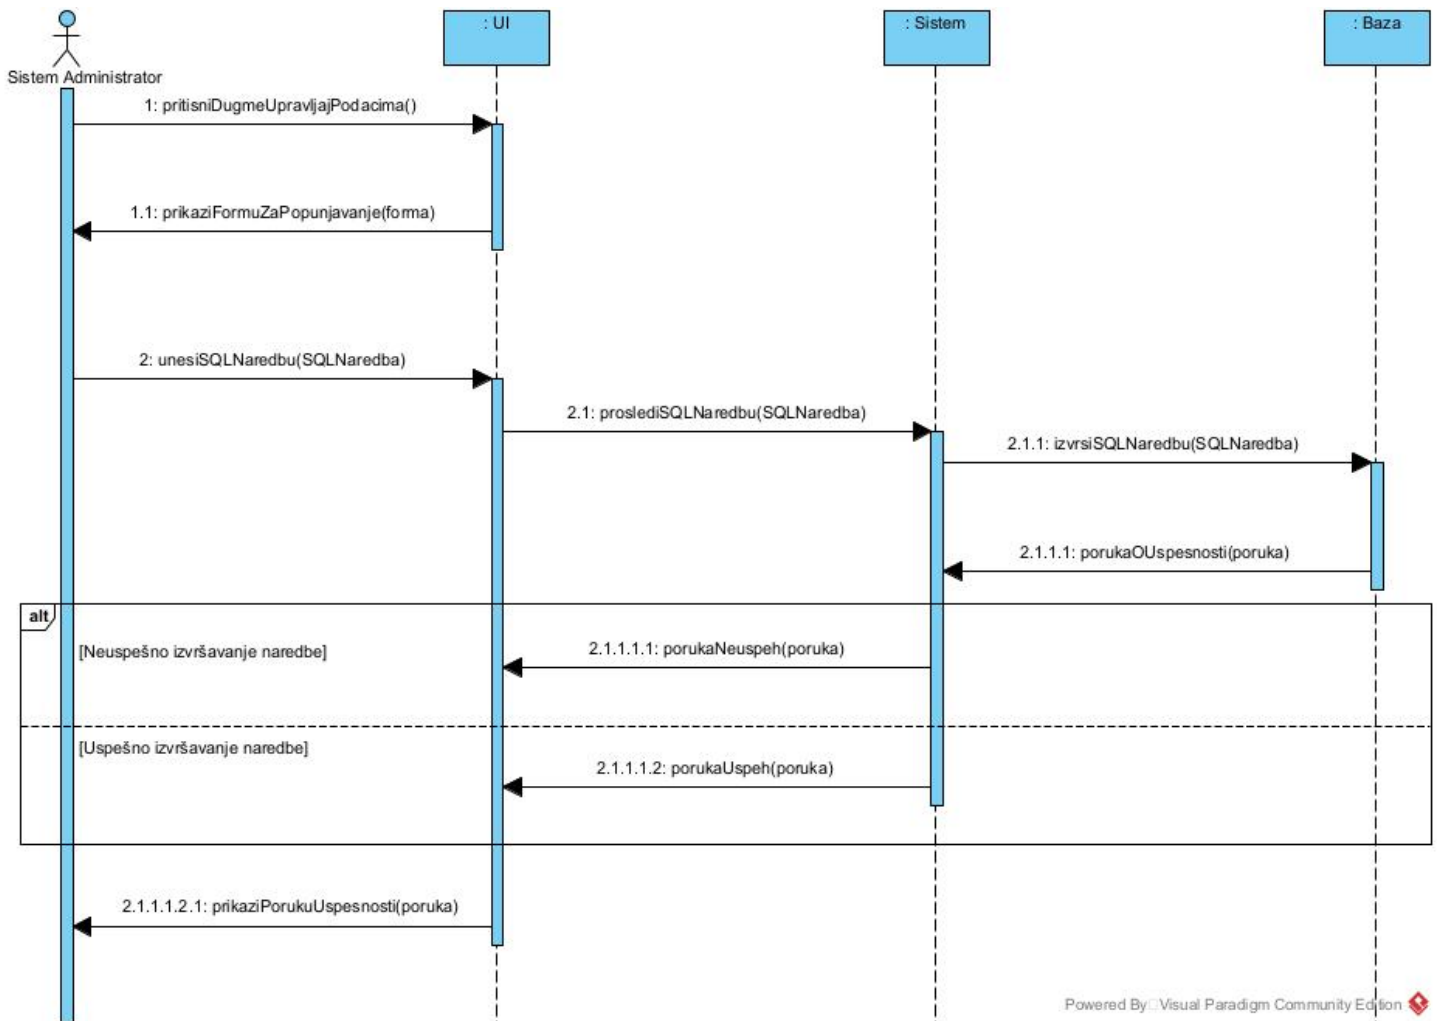 : UI
: Sistem
: Baza
Sistem Administrator
1: pritisniDugmeUpravljajPodacima()
1.1: prikaziFormuZaPopunjavanje(forma)
2: unesiSQLNaredbu(SQLNaredba)
2.1: proslediSQLNaredbu(SQLNaredba)
2.1.1: izvrsiSQLNaredbu(SQLNaredba)
2.1.1.1: porukaOUspesnosti(poruka)
alt
[Neuspešno izvršavanje naredbe]
2.1.1.1.1: porukaNeuspeh(poruka)
[Uspešno izvršavanje naredbe]
2.1.1.1.2: porukaUspeh(poruka)
2.1.1.1.2.1: prikaziPorukuUspesnosti(poruka)
Powered By Visual Paradigm Community Edition